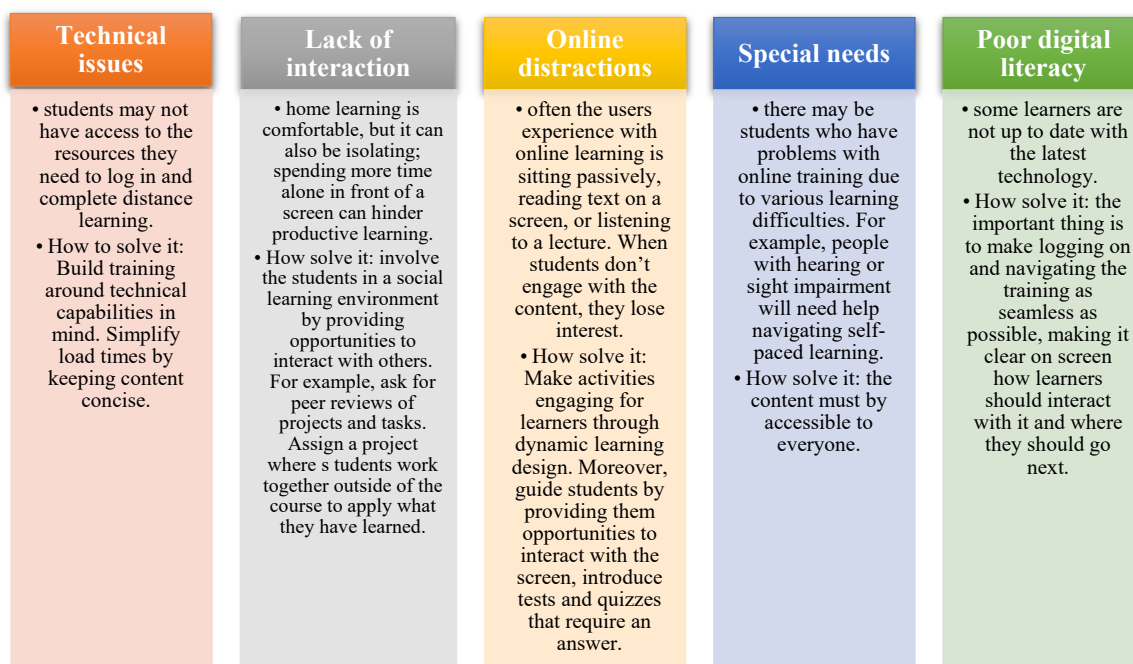 Technical
issues
• students may not
have access to the
resources they
need to log in and
complete distance
learning.
• How to solve it:
Build training
around technical
capabilities in
mind. Simplify
load times by
keeping content
concise.
Lack of
interaction
• home learning is
comfortable, but it can
also be isolating;
spending more time
alone in front of a
screen can hinder
productive learning.
• How solve it: involve
the students in a social
learning environment
by providing
opportunities to
interact with others.
For example, ask for
peer reviews of
projects and tasks.
Assign a project
where s tudents work
together outside of the
course to apply what
they have learned.
Online
distractions
• often the users
experience with
online learning is
sitting passively,
reading text on a
screen, or listening
to a lecture. When
students don’t
engage with the
content, they lose
interest.
• How solve it:
Make activities
engaging for
learners through
dynamic learning
design. Moreover,
guide students by
providing them
opportunities to
interact with the
screen, introduce
tests and quizzes
that require an
answer.
Special needs
• there may be
students who have
problems with
online training due
to various learning
difficulties. For
example, people
with hearing or
sight impairment
will need help
navigating self-
paced learning.
• How solve it: the
content must by
accessible to
everyone.
Poor digital
literacy
• some learners are
not up to date with
the latest
technology.
• How solve it: the
important thing is
to make logging on
and navigating the
training as
seamless as
possible, making it
clear on screen
how learners
should interact
with it and where
they should go
next.